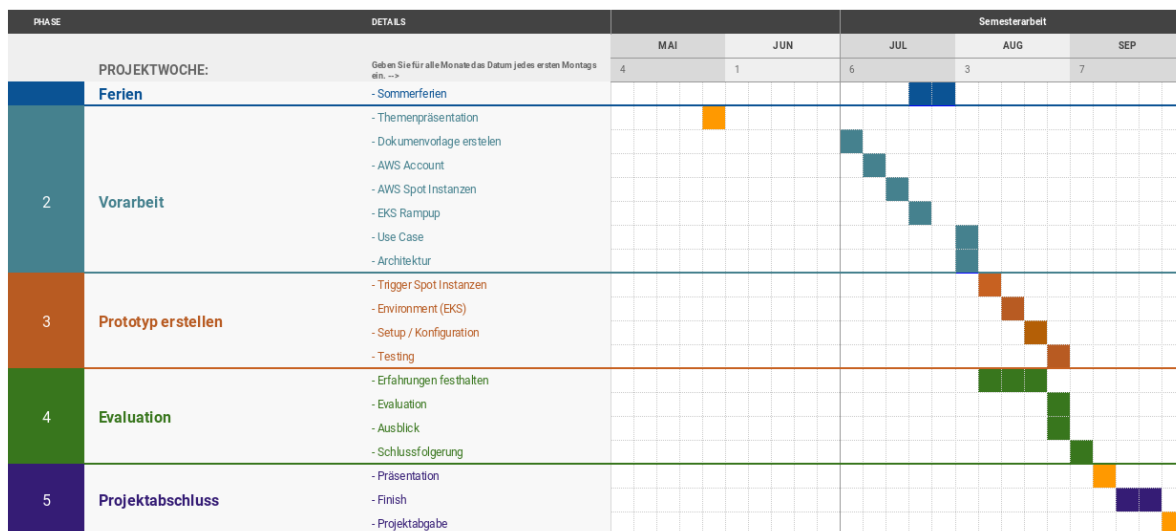 PHASE DETAILS Semesterarbeit
MAI JUN JUL AUG SEP
PROJEKTWOCHE: Geben Sie für alle Monate das Datum jedes ersten Montags
ein. --> 4 1 6 3 7
Ferien - Sommerferien
- Themenpräsentation
- Dokumenvorlage erstelen
- AWS Account
2 Vorarbeit - AWS Spot Instanzen
- EKS Rampup
- Use Case
- Architektur
- Trigger Spot Instanzen
- Environment (EKS)
3 Prototyp erstellen - Setup / Konfiguration
- Testing
- Erfahrungen festhalten
- Evaluation
4 Evaluation - Ausblick
- Schlussfolgerung
- Präsentation
5 Projektabschluss - Finish
- Projektabgabe